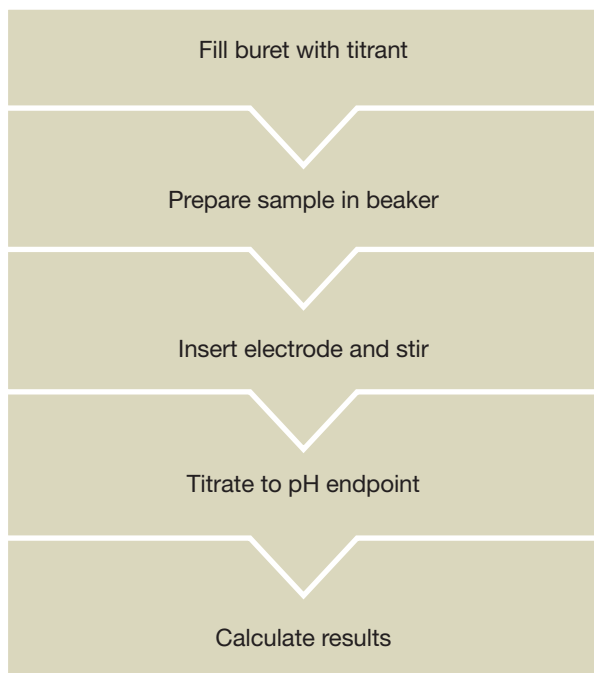 Fill buret with titrant
Prepare sample in beaker
Insert electrode and stir
Titrate to pH endpoint
Calculate results